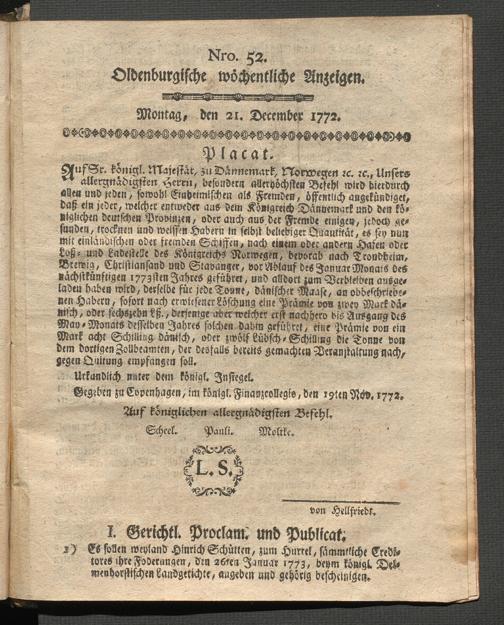 Nro. 52.
Oldenburgische wöchentliche Anzeigen.
Montag, den 21. December 1772.
Placat.
Auf Sr. königl. Majestät, zu Dännemark, Norwegen ꝛc. ꝛc., Unsers
allergnädigsten Herrn, besondern allerhöchsten Befehl wird hierdurch
allen und jeden, sowohl Einheimischen als Fremden, öffentlich angekündiget,
daß ein jeder, welcher entweder aus dem Königreich Dännemark und den kö-
niglichen deutschen Provinzen, oder auch aus der Fremde einigen, jedoch ge-
sunden, trocknen und weissen Habern in selbst beliebiger Quantität, es sey nun
mit einländischen oder fremden Schiffen, nach einem oder andern Hafen oder
Loß- und Ladestelle des Königreichs Norwegen, bevorab nach Trondheim,
Brewig, Christiansand und Stavanger, vor Ablauf des Januar Monats des
nächstkünftigen 1773sten Jahres geführet, und alldort zum Verbleiben ausge-
laden haben wird, derselbe für jede Tonne, dänischer Maase, an obbeschriebe-
nen Habern, sofort nach erwiesener Löschung eine Prämie von zwey Mark dä-
nisch, oder sechszehn Lß., derjenige aber welcher erst nachhero bis Ausgang des
May-Monats desselben Jahres solchen dahin geführet, eine Prämie von ein
Mark acht Schilling dänisch, oder zwölf Lübsch-Schilling die Tonne von
dem dortigen Zollbeamten, der desfalls bereits gemachten Veranstaltung nach,
gegen Quitung empfangen soll.
Urkundlich unter dem königl. Insiegel.
Gegeben zu Copenhagen, im königl. Finanzcollegio, den 19ten Nov. 1772.
Auf königlichen allergnädigsten Befehl.
Scheel. Pauli. Moltke.
L. S.
von Hellfriedt.
I. Gerichtl. Proclam. und Publicat.
1) Es sollen weyland Hinrich Schütten, zum Hurrel, sämmtliche Credi-
tores ihre Foderungen, den 26ten Januar 1773, beym königl. Del-
menhorstischen Landgerichte, angeben und gehörig bescheinigen.